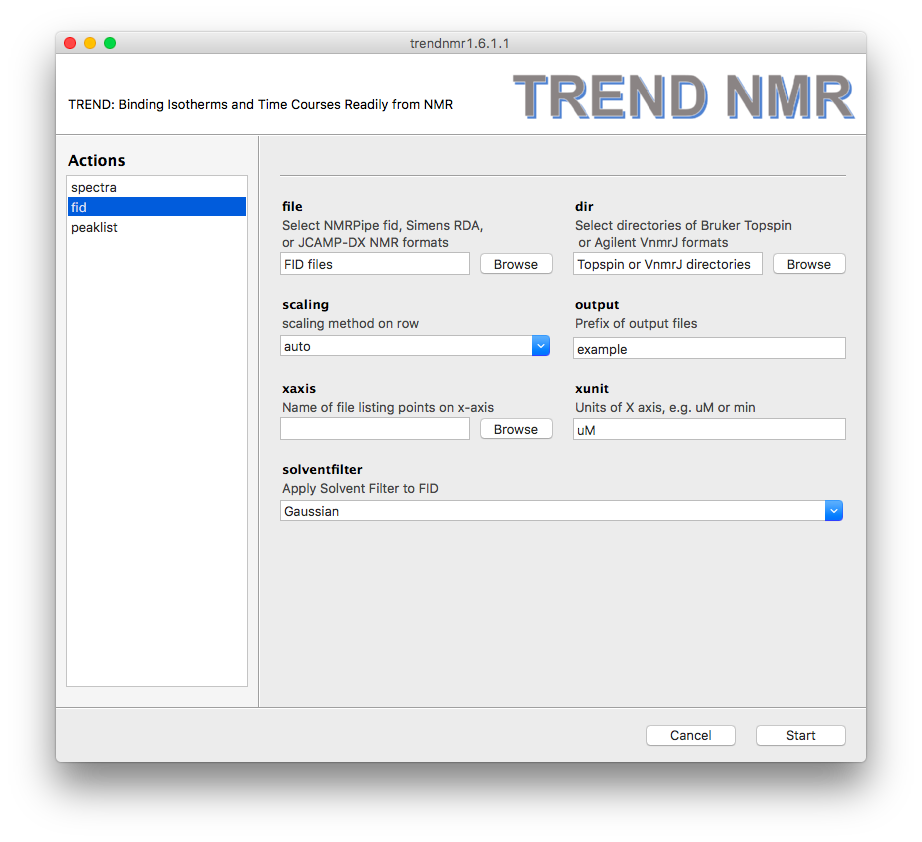 trendnmr1.6.1.1
TREND: Binding Isotherms and Time Courses Readily from NMR
TREND NMR
Actions
spectra
fid
peaklist
file
Select NMRPipe fid, Simens RDA,
or JCAMP-DX NMR formats
FID files
Browse
dir
Select directories of Bruker Topspin
or Agilent VnmrJ formats
Topspin or VnmrJ directories
Browse
scaling
scaling method on row
auto
output
Prefix of output files
example
xaxis
Name of file listing points on x-axis
Browse
xunit
Units of X axis, e.g. uM or min
uM
solventfilter
Apply Solvent Filter to FID
Gaussian
Cancel
Start